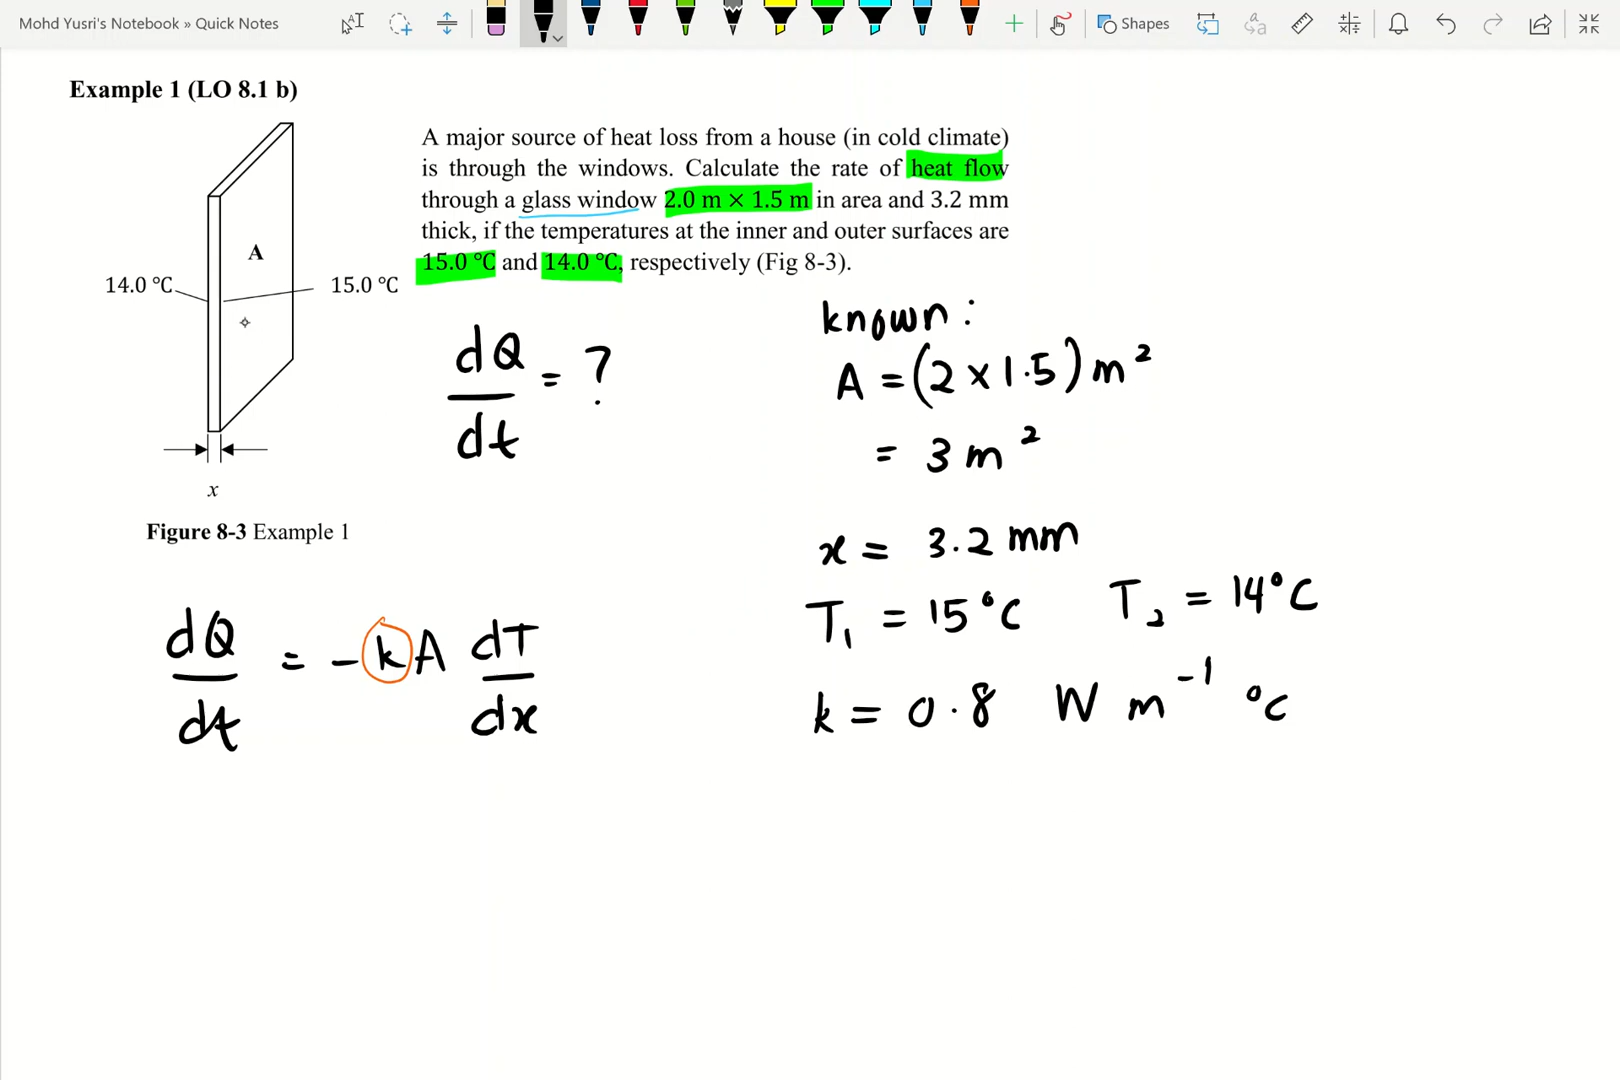 Mohd Yusri's Notebook » Quick Notes
Shapes
Example 1 (LO 8.1 b)
A major source of heat loss from a house (in cold climate)
is through the windows. Calculate the rate of heat flow
through a glass window 2.0 m × 1.5 m in area and 3.2 mm
thick, if the temperatures at the inner and outer surfaces are
15.0 °C and 14.0 °C, respectively (Fig 8-3).
A
14.0 °C
15.0 °C
x
Figure 8-3 Example 1
dQ/dt = ?
known:
A = (2 × 1.5) m²
= 3 m²
x = 3.2 mm
T₁ = 15°C T₂ = 14°C
k = 0.8 W m⁻¹ °C
dQ/dt = -kA dT/dx